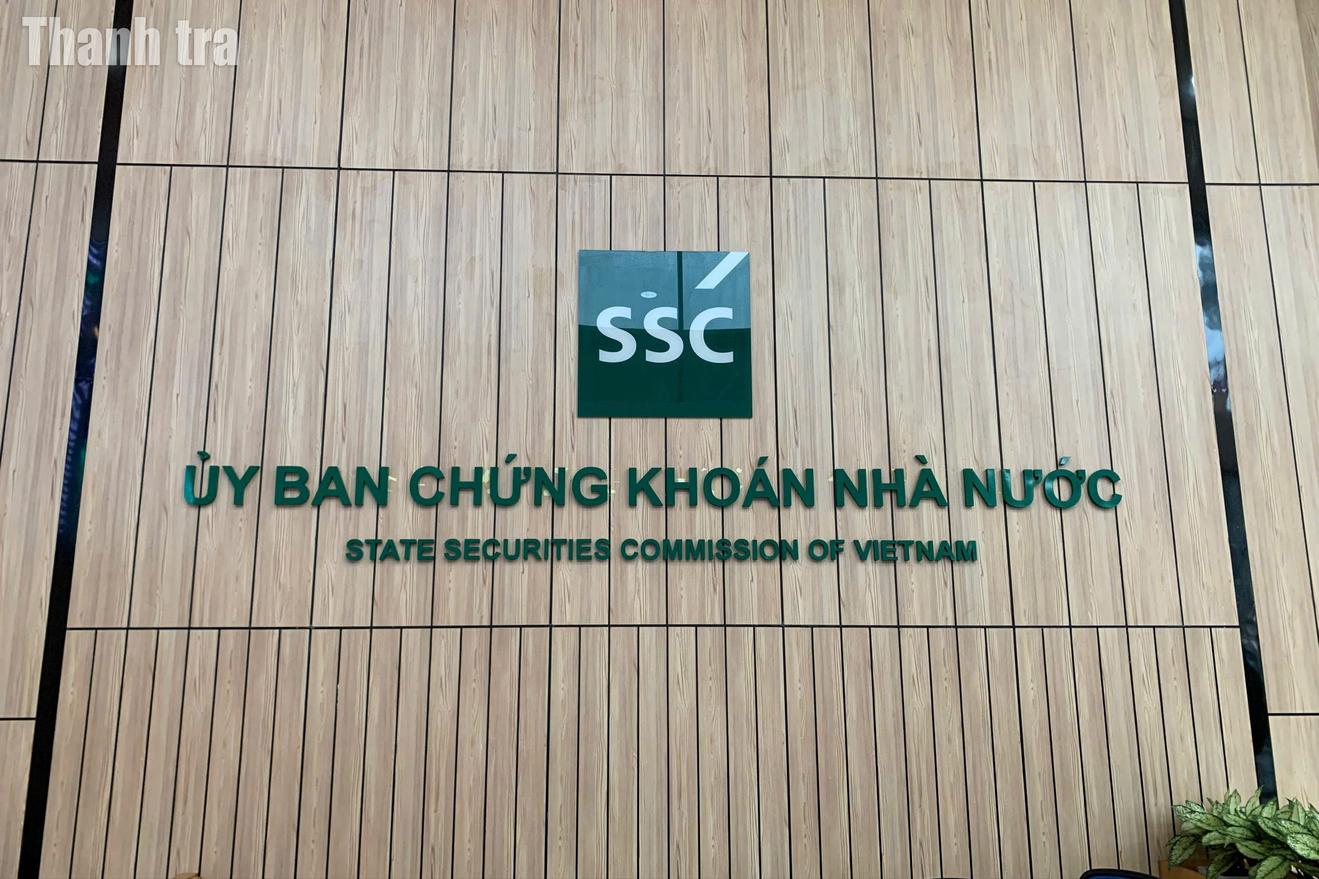 Thanh tra
SSC
ỦY BAN CHỨNG KHOÁN NHÀ NƯỚC
STATE SECURITIES COMMISSION OF VIETNAM